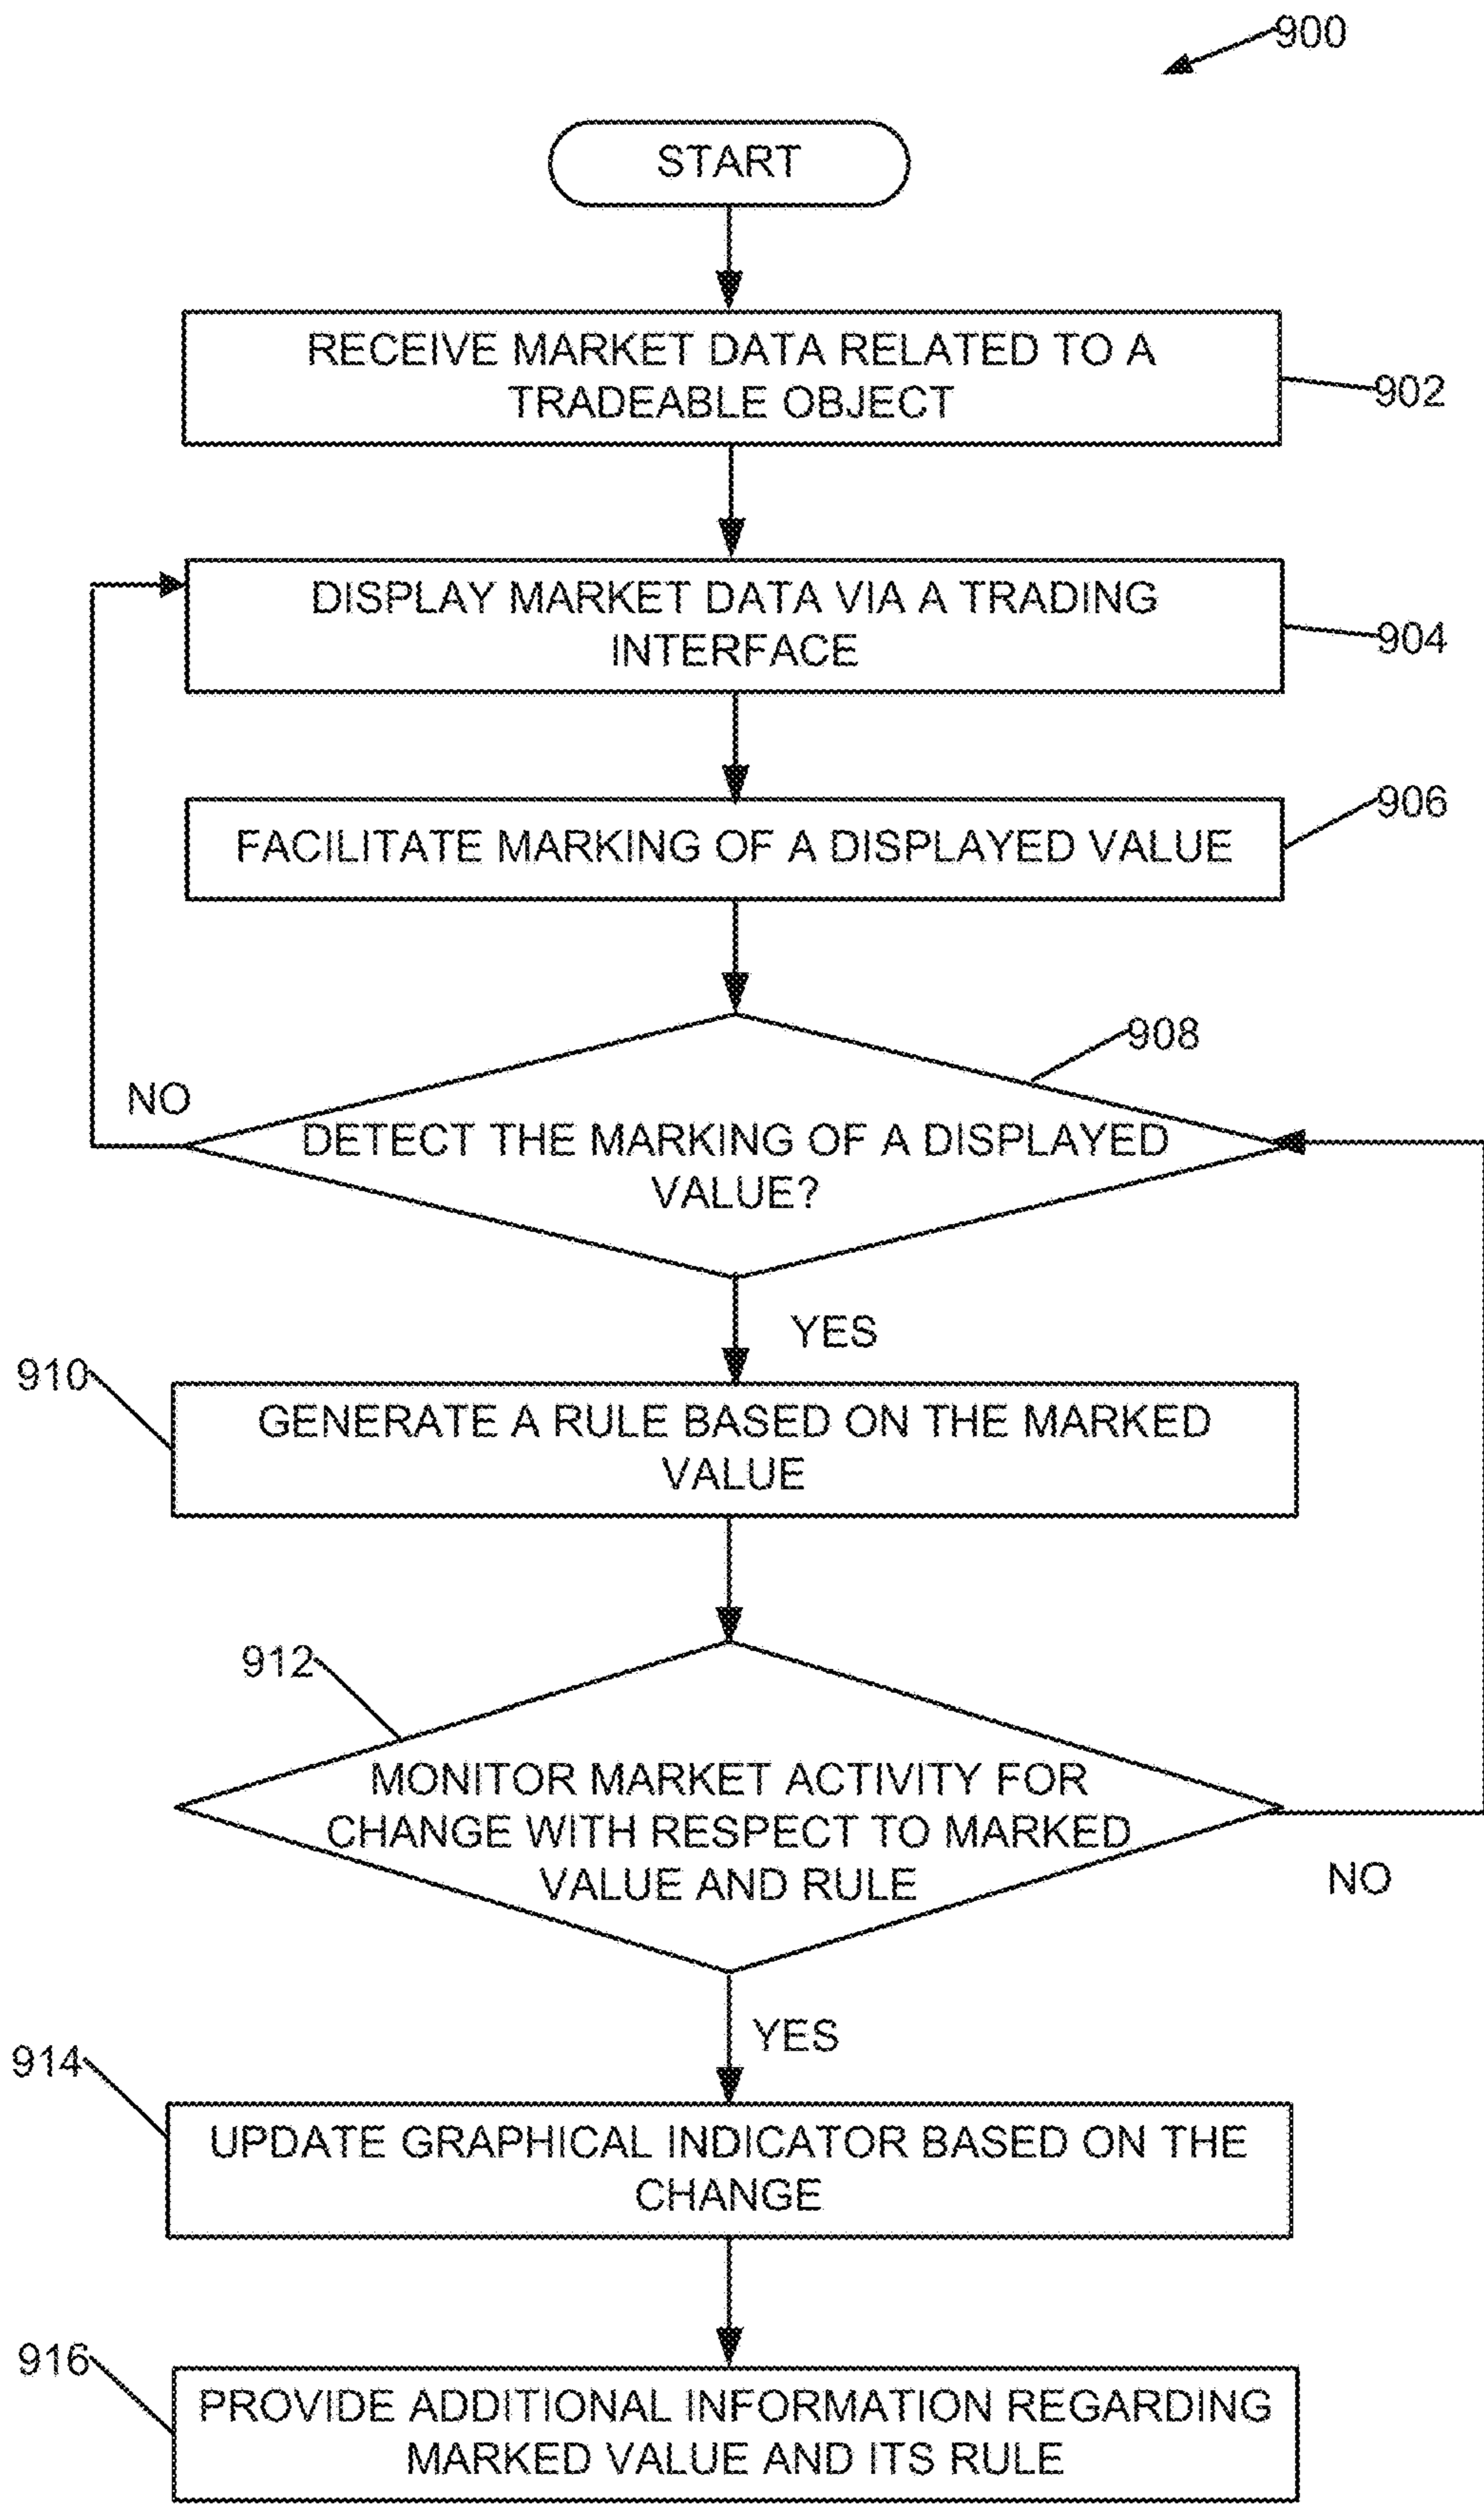 900
START
RECEIVE MARKET DATA RELATED TO A
TRADEABLE OBJECT
902
DISPLAY MARKET DATA VIA A TRADING
INTERFACE
904
906
FACILITATE MARKING OF A DISPLAYED VALUE
908
NO
DETECT THE MARKING OF A DISPLAYED
VALUE?
YES
910
GENERATE A RULE BASED ON THE MARKED
VALUE
912
MONITOR MARKET ACTIVITY FOR
CHANGE WITH RESPECT TO MARKED
VALUE AND RULE
NO
YES
914
UPDATE GRAPHICAL INDICATOR BASED ON THE
CHANGE
916
PROVIDE ADDITIONAL INFORMATION REGARDING
MARKED VALUE AND ITS RULE